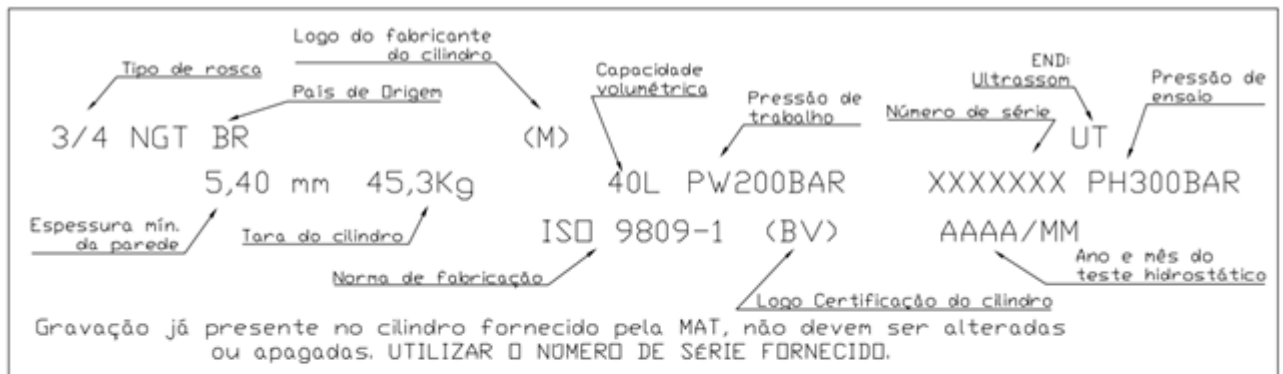 Logo do fabricante
do cilindro
Tipo de rosca
País de Origem
Capacidade
volumétrica
Pressão de
trabalho
END:
Ultrassom
Número de série
Pressão de
ensaio
3/4 NGT BR (M) UT
5,40 mm 45,3Kg 40L PW200BAR XXXXXXX PH300BAR
ISO 9809-1 (BV) AAAA/MM
Espessura mín.
da parede
Tara do cilindro
Norma de fabricação
Logo Certificação do cilindro
Ano e mês do
teste hidrostático
Gravação já presente no cilindro fornecido pela MAT, não devem ser alteradas
ou apagadas. UTILIZAR O NÚMERO DE SÉRIE FORNECIDO.